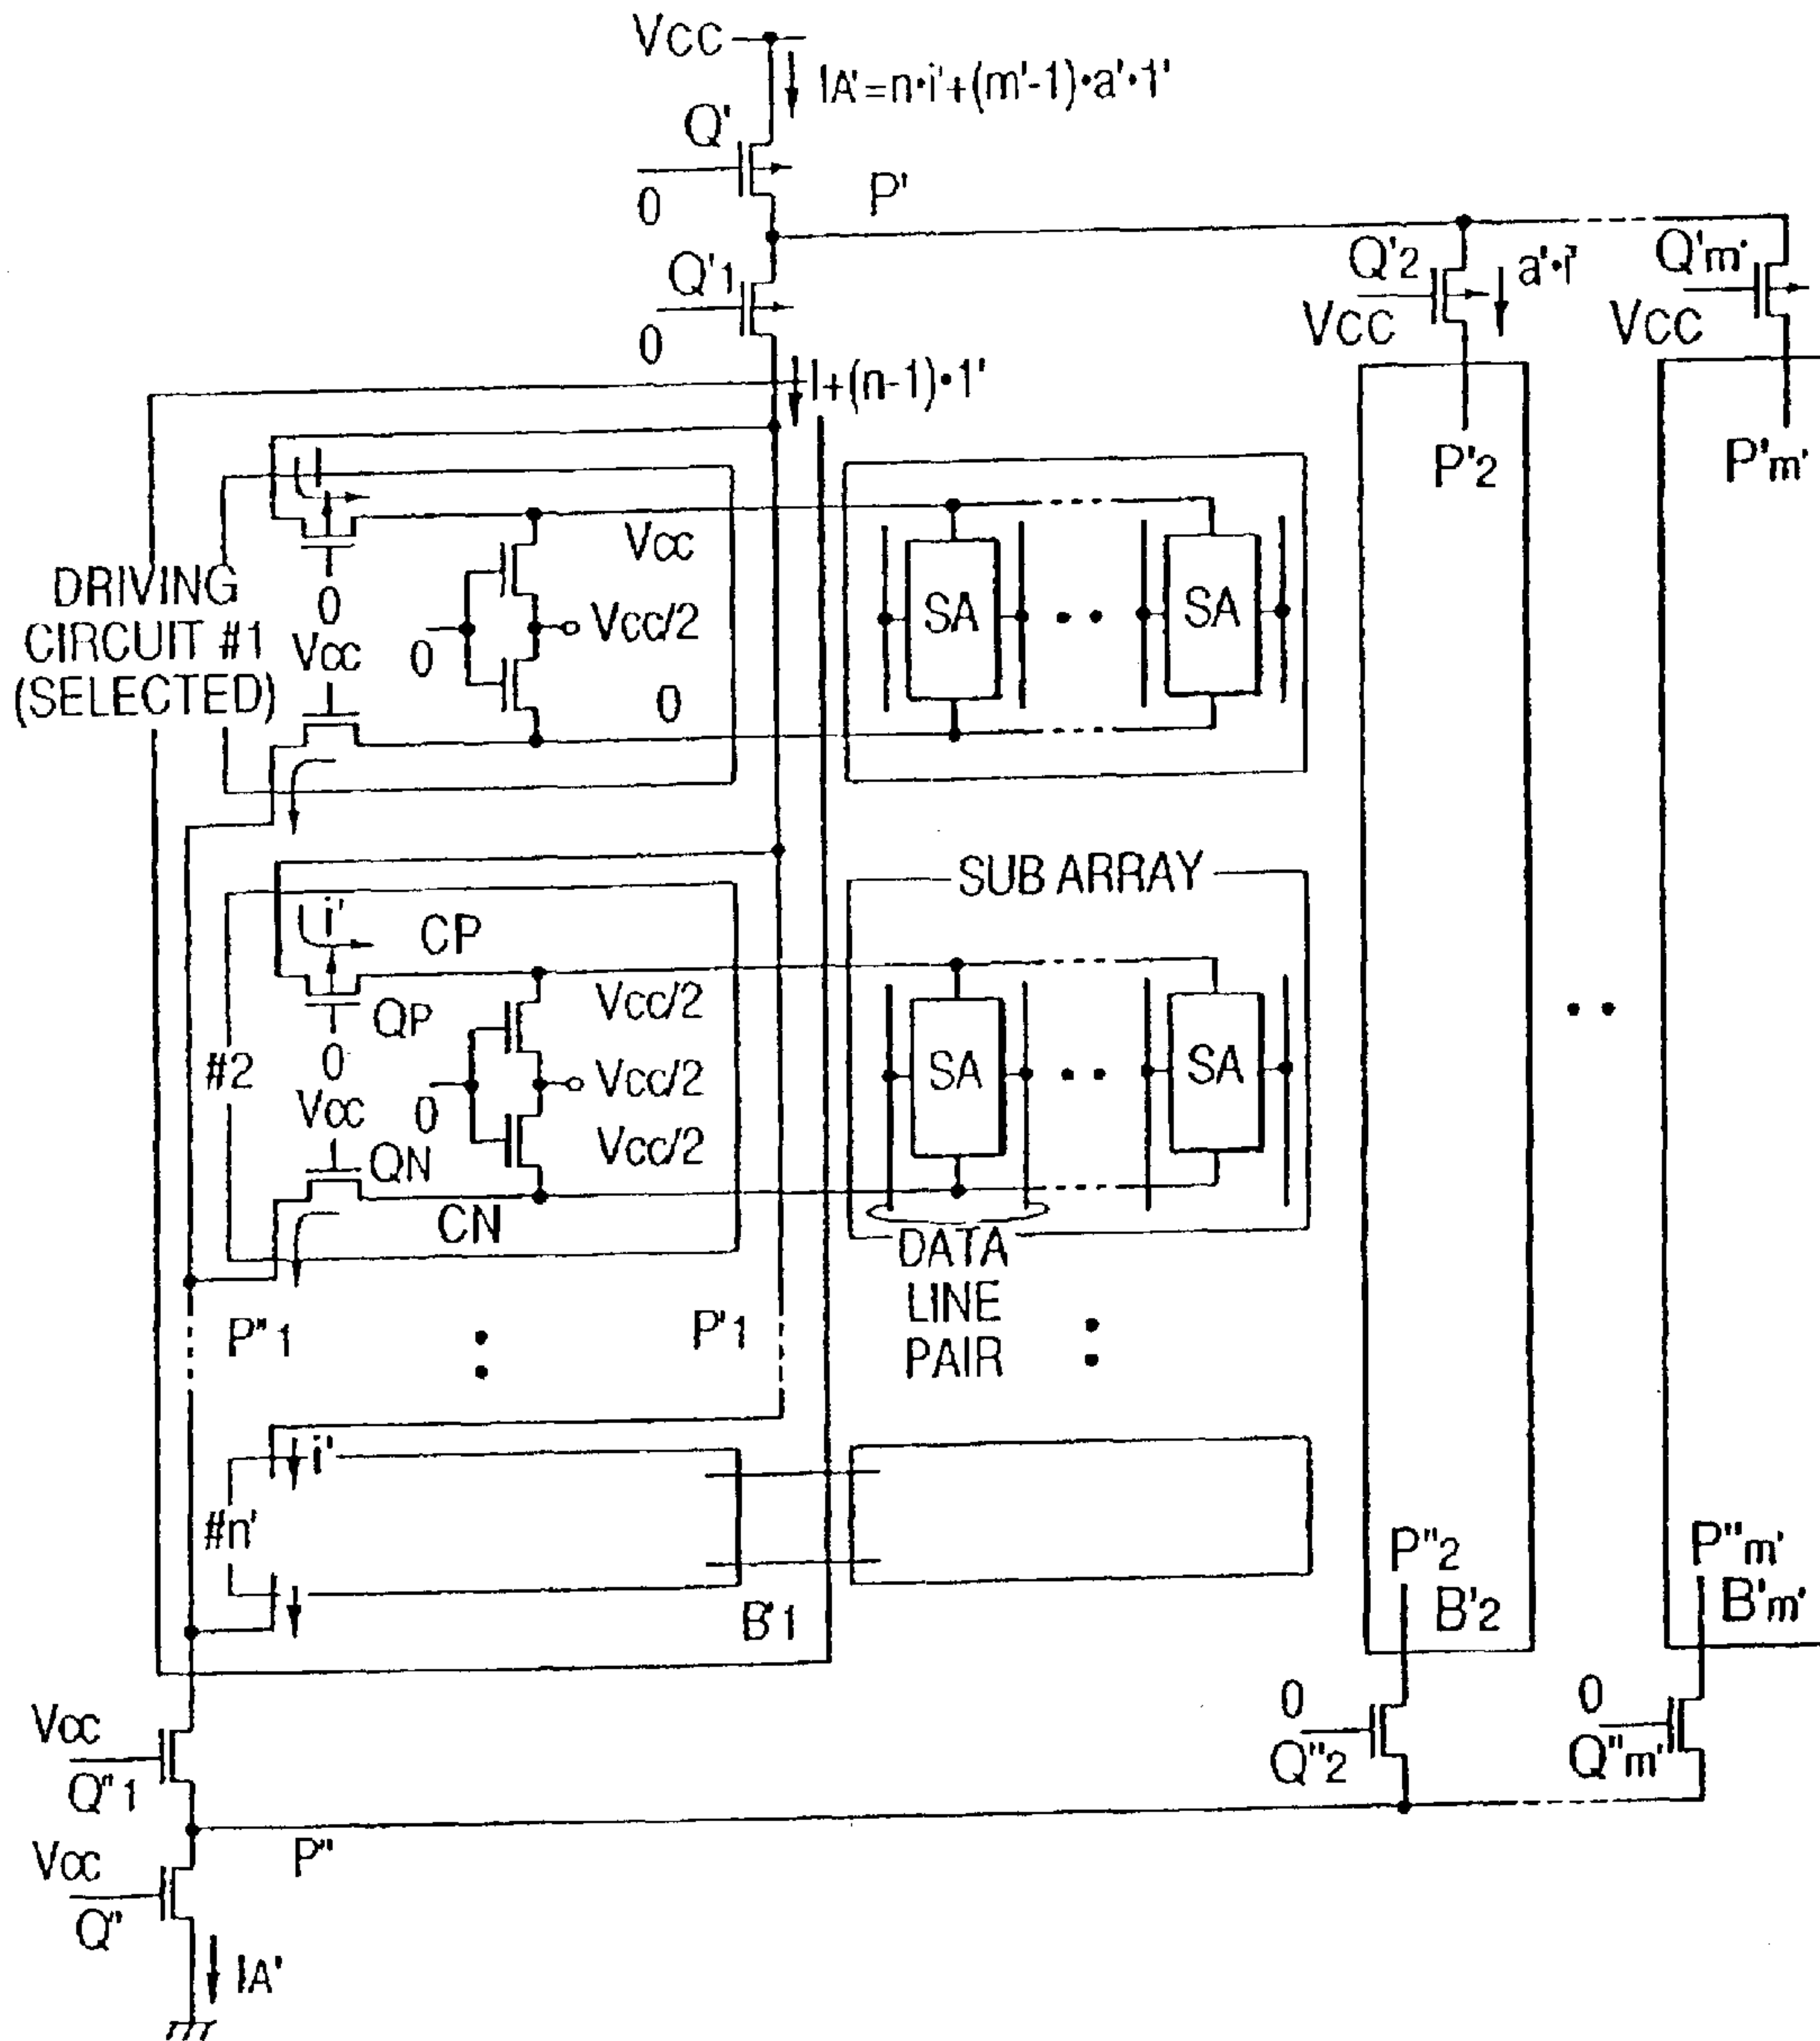 VCC
IA'=n·i'+(m'-1)·a'·1'
Q'
0
P'
Q'1
0
Q'2
VCC
a'·i'
Q'm'
VCC
I+(n-1)·1'
P'2
P'm'
I
DRIVING
CIRCUIT #1
(SELECTED)
0
VCC
0
VCC
VCC/2
0
SA
SA
SUB ARRAY
i'
CP
QP
0
#2
VCC
QN
CN
0
VCC/2
VCC/2
VCC/2
SA
SA
DATA
LINE
PAIR
P"1
P'1
i'
#n'
B'1
P"2
B'2
P"m'
B'm'
VCC
Q"1
0
Q"2
0
Q"m'
P"
VCC
Q"
IA'